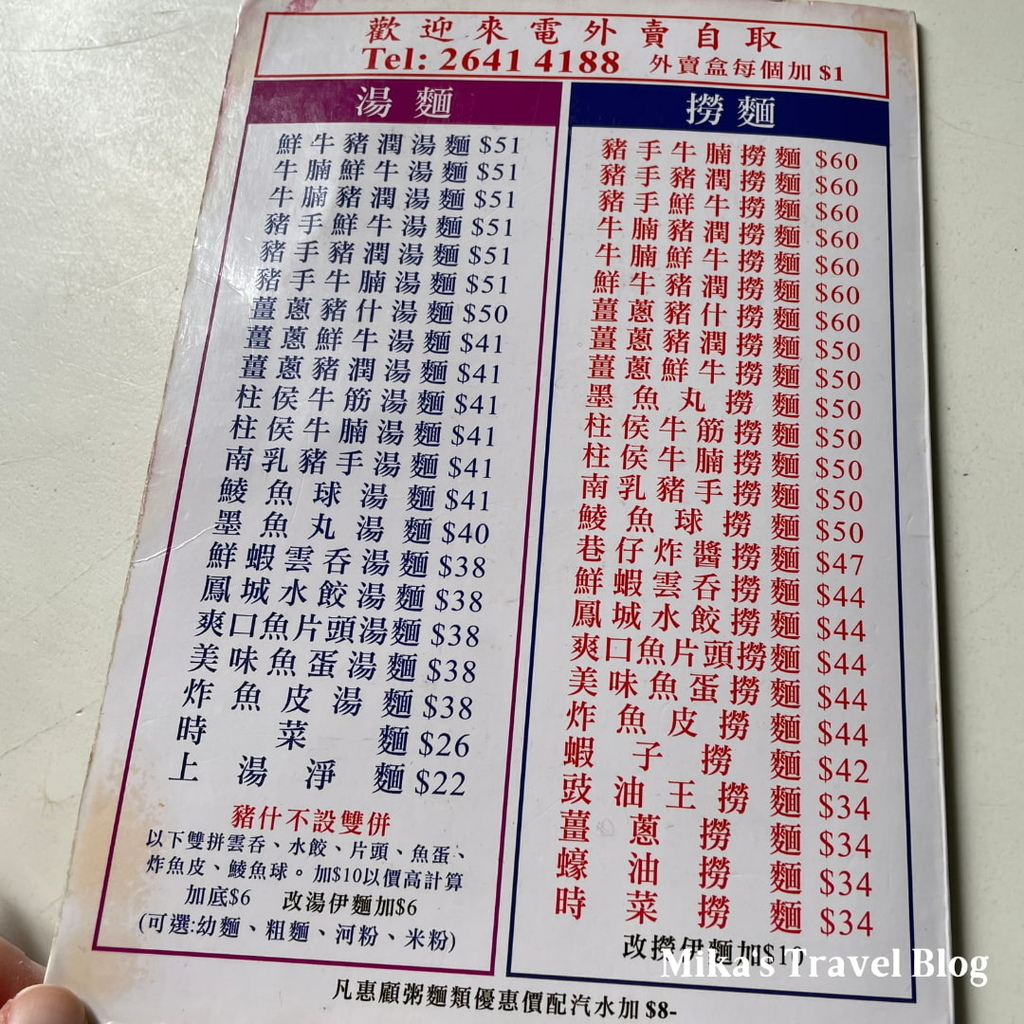 歡迎來電外賣自取
Tel: 2641 4188 外賣盒每個加 $1
湯麵
鮮牛豬潤湯麵 $51
牛腩鮮牛湯麵 $51
牛腩豬潤湯麵 $51
豬手鮮牛湯麵 $51
豬手豬潤湯麵 $51
豬手牛腩湯麵 $51
薑蔥豬什湯麵 $50
薑蔥鮮牛湯麵 $41
薑蔥豬潤湯麵 $41
柱侯牛筋湯麵 $41
柱侯牛腩湯麵 $41
南乳豬手湯麵 $41
鯪魚球湯麵 $41
墨魚丸湯麵 $40
鮮蝦雲吞湯麵 $38
鳳城水餃湯麵 $38
爽口魚片頭湯麵 $38
美味魚蛋湯麵 $38
炸魚皮湯麵 $38
時菜麵 $26
上湯淨麵 $22
豬什不設雙併
以下雙拼雲吞、水餃、片頭、魚蛋、
炸魚皮、鯪魚球。加$10以價高計算
加底$6 改湯伊麵加$6
(可選:幼麵、粗麵、河粉、米粉)
撈麵
豬手牛腩撈麵 $60
豬手豬潤撈麵 $60
豬手鮮牛撈麵 $60
牛腩豬潤撈麵 $60
牛腩鮮牛撈麵 $60
鮮牛豬潤撈麵 $60
薑蔥豬什撈麵 $60
薑蔥豬潤撈麵 $50
薑蔥鮮牛撈麵 $50
墨魚丸撈麵 $50
柱侯牛筋撈麵 $50
柱侯牛腩撈麵 $50
南乳豬手撈麵 $50
鯪魚球撈麵 $50
巷仔炸醬撈麵 $47
鮮蝦雲吞撈麵 $44
鳳城水餃撈麵 $44
爽口魚片頭撈麵 $44
美味魚蛋撈麵 $44
炸魚皮撈麵 $44
蝦子撈麵 $42
豉油王撈麵 $34
薑蔥撈麵 $34
蠔油撈麵 $34
時菜撈麵 $34
改撈伊麵加$10
凡惠顧粥麵類優惠價配汽水加 $8-
Mika's Travel Blog